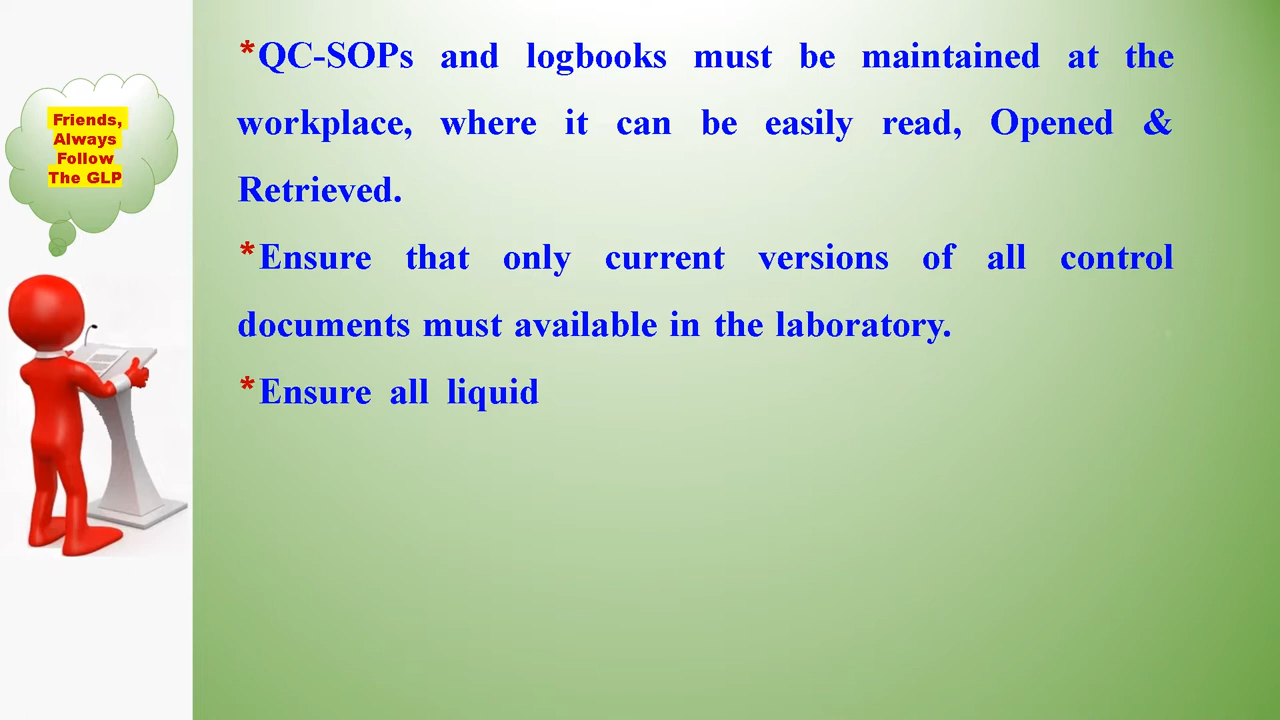 Friends,
Always
Follow
The GLP
*QC-SOPs and logbooks must be maintained at the
workplace, where it can be easily read, Opened &
Retrieved.
*Ensure that only current versions of all control
documents must available in the laboratory.
*Ensure all liquid